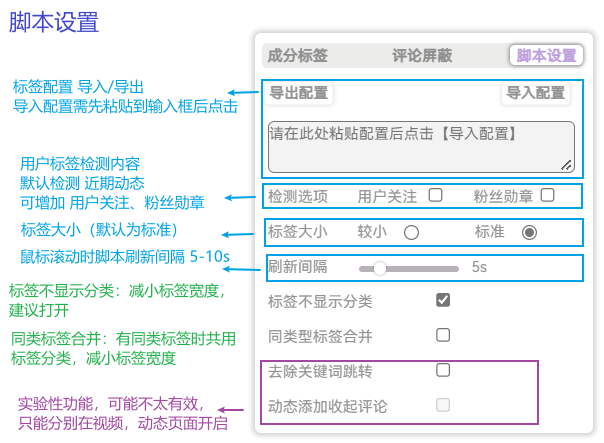 脚本设置
成分标签 评论屏蔽 脚本设置
标签配置 导入/导出
导入配置需先粘贴到输入框后点击
导出配置 导入配置
请在此处粘贴配置后点击【导入配置】
用户标签检测内容
默认检测 近期动态
可增加 用户关注、粉丝勋章
检测选项 用户关注 粉丝勋章
标签大小（默认为标准）
标签大小 较小 标准
鼠标滚动时脚本刷新间隔 5-10s
刷新间隔 5s
标签不显示分类：减小标签宽度，
建议打开
标签不显示分类
同类标签合并：有同类标签时共用
标签分类，减小标签宽度
同类型标签合并
去除关键词跳转
实验性功能，可能不太有效，
只能分别在视频，动态页面开启
动态添加收起评论